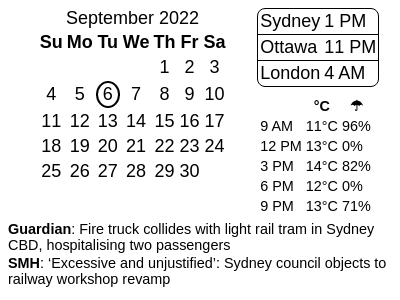 September 2022
Su Mo Tu We Th Fr Sa
1 2 3
4 5 6 7 8 9 10
11 12 13 14 15 16 17
18 19 20 21 22 23 24
25 26 27 28 29 30
Sydney 1 PM
Ottawa 11 PM
London 4 AM
°C ☂
9 AM 11°C 96%
12 PM 13°C 0%
3 PM 14°C 82%
6 PM 12°C 0%
9 PM 13°C 71%
Guardian: Fire truck collides with light rail tram in Sydney
CBD, hospitalising two passengers
SMH: ‘Excessive and unjustified’: Sydney council objects to
railway workshop revamp